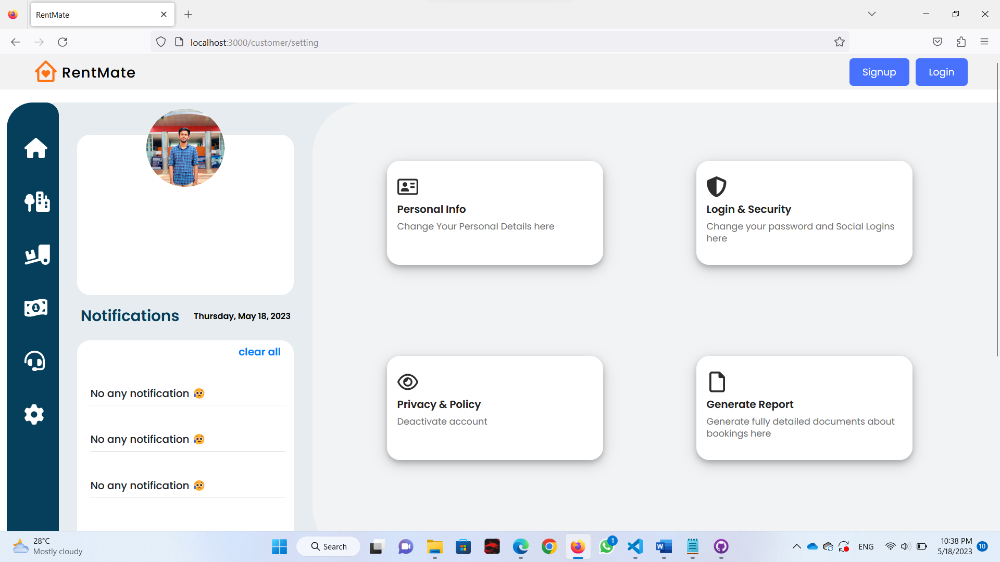 RentMate
localhost:3000/customer/setting
RentMate
Signup
Login
Personal Info
Change Your Personal Details here
Login & Security
Change your password and Social Logins
here
Notifications
Thursday, May 18, 2023
clear all
No any notification 😥
No any notification 😥
No any notification 😥
Privacy & Policy
Deactivate account
Generate Report
Generate fully detailed documents about
bookings here
28°C
Mostly cloudy
Search
1
ENG
10:38 PM
5/18/2023
10